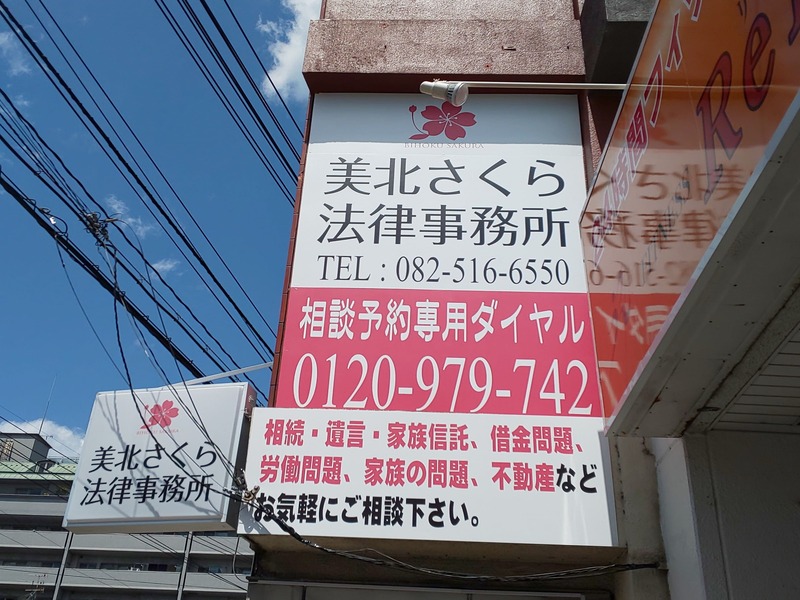 BIHOKU SAKURA
美北さくら
法律事務所
TEL : 082-516-6550
相談予約専用ダイヤル
0120-979-742
相続・遺言・家族信託、借金問題、
労働問題、家族の問題、不動産など
お気軽にご相談下さい。
美北さくら
法律事務所